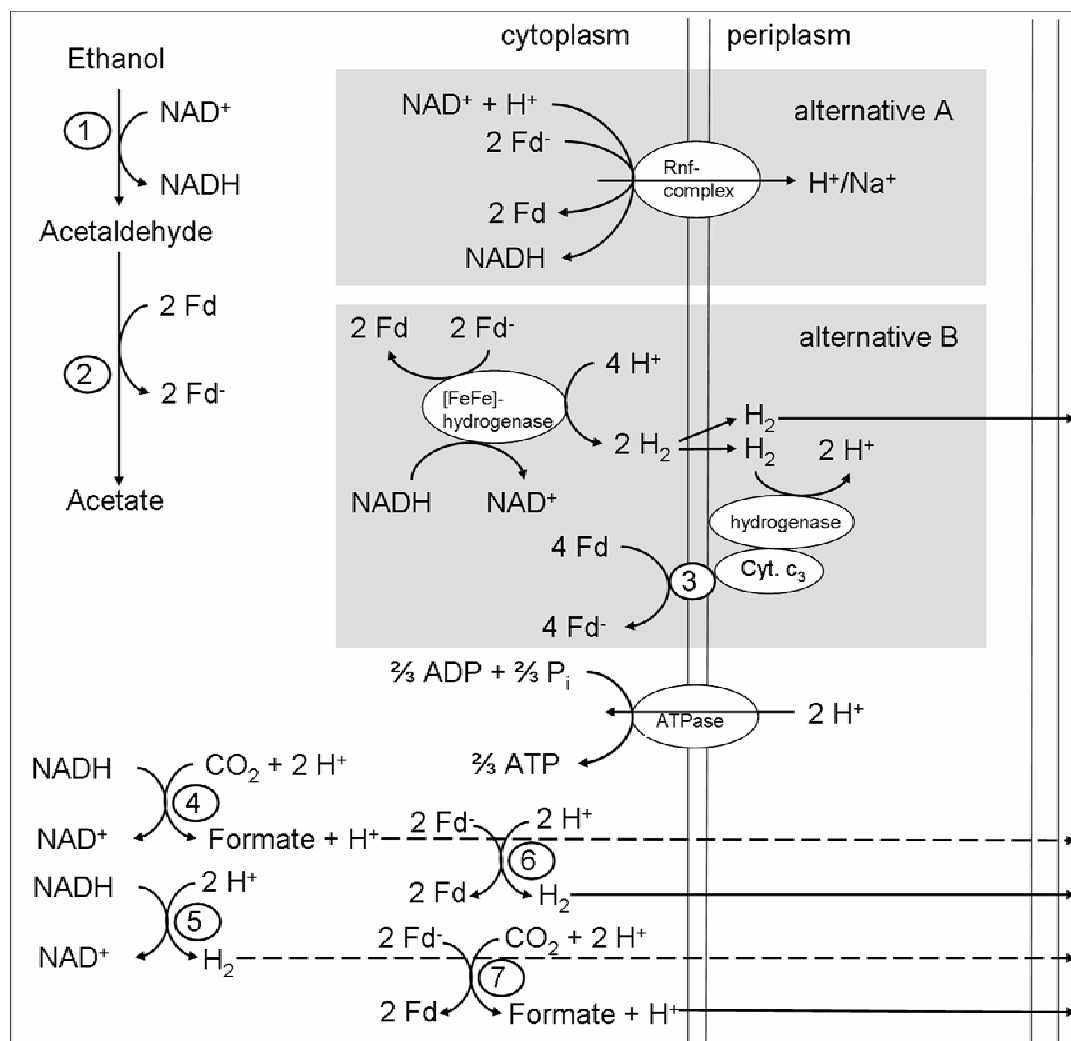 cytoplasm periplasm
Ethanol
1
NAD⁺
NADH
Acetaldehyde
2 Fd
2
2 Fd⁻
Acetate
alternative A
NAD⁺ + H⁺
2 Fd⁻
Rnf-
complex
H⁺/Na⁺
2 Fd
NADH
alternative B
2 Fd 2 Fd⁻
4 H⁺
[FeFe]-
hydrogenase
2 H₂
H₂
H₂ 2 H⁺
NADH NAD⁺
hydrogenase
4 Fd
3
Cyt. c₃
4 Fd⁻
⅔ ADP + ⅔ Pᵢ
ATPase
2 H⁺
⅔ ATP
NADH CO₂ + 2 H⁺
4
NAD⁺ Formate + H⁺
2 Fd⁻ 2 H⁺
6
2 Fd H₂
NADH 2 H⁺
5
NAD⁺ H₂
2 Fd⁻ CO₂ + 2 H⁺
7
2 Fd Formate + H⁺